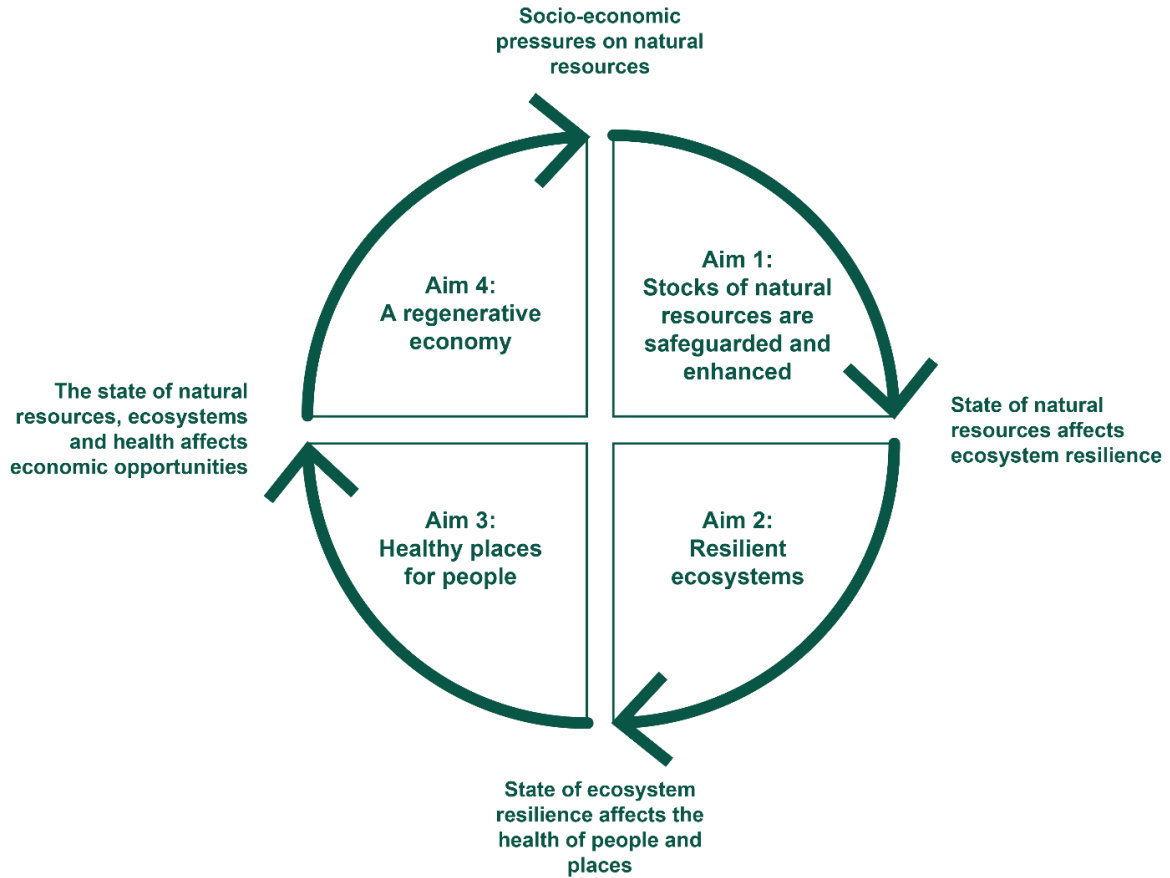 Socio-economic
pressures on natural
resources
Aim 4:
A regenerative
economy
Aim 1:
Stocks of natural
resources are
safeguarded and
enhanced
The state of natural
resources, ecosystems
and health affects
economic opportunities
State of natural
resources affects
ecosystem resilience
Aim 3:
Healthy places
for people
Aim 2:
Resilient
ecosystems
State of ecosystem
resilience affects the
health of people and
places